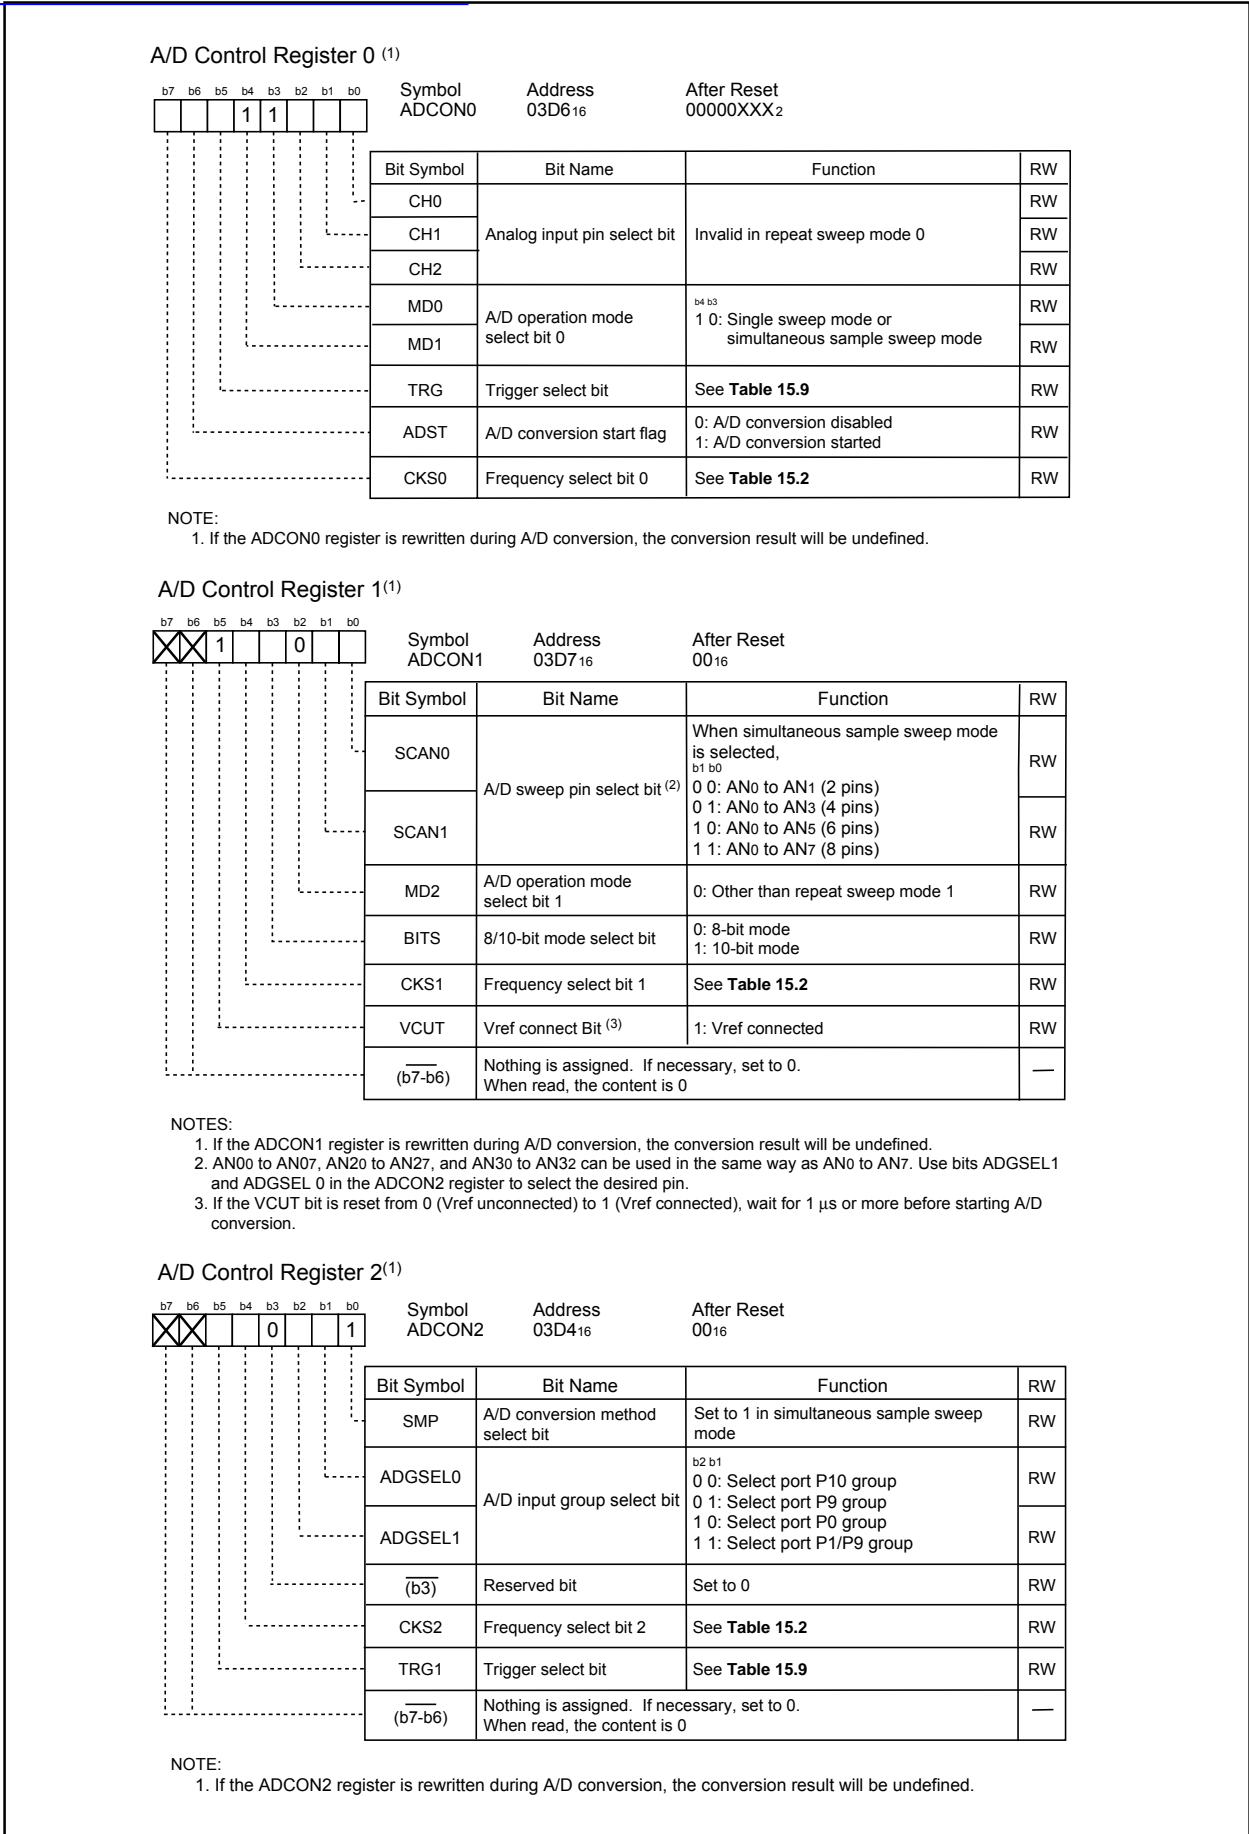 A/D Control Register 0 (1)
b7 b6 b5 b4 b3 b2 b1 b0
1 1
Symbol Address After Reset
ADCON0 03D616 00000XXX2
Bit Symbol Bit Name Function RW
CH0 RW
CH1 Analog input pin select bit Invalid in repeat sweep mode 0 RW
CH2 RW
MD0 RW
MD1 RW
A/D operation mode
select bit 0
b4 b3
1 0: Single sweep mode or
simultaneous sample sweep mode
TRG Trigger select bit See Table 15.9 RW
ADST A/D conversion start flag RW
0: A/D conversion disabled
1: A/D conversion started
CKS0 Frequency select bit 0 See Table 15.2 RW
NOTE:
1. If the ADCON0 register is rewritten during A/D conversion, the conversion result will be undefined.
A/D Control Register 1(1)
b7 b6 b5 b4 b3 b2 b1 b0
1 0
Symbol Address After Reset
ADCON1 03D716 0016
Bit Symbol Bit Name Function RW
SCAN0 RW
SCAN1 RW
A/D sweep pin select bit (2)
When simultaneous sample sweep mode
is selected,
b1 b0
0 0: AN0 to AN1 (2 pins)
0 1: AN0 to AN3 (4 pins)
1 0: AN0 to AN5 (6 pins)
1 1: AN0 to AN7 (8 pins)
MD2 RW
A/D operation mode
select bit 1
0: Other than repeat sweep mode 1
BITS 8/10-bit mode select bit RW
0: 8-bit mode
1: 10-bit mode
CKS1 Frequency select bit 1 See Table 15.2 RW
VCUT Vref connect Bit (3) 1: Vref connected RW
(b7-b6)
Nothing is assigned. If necessary, set to 0.
When read, the content is 0
—
NOTES:
1. If the ADCON1 register is rewritten during A/D conversion, the conversion result will be undefined.
2. AN00 to AN07, AN20 to AN27, and AN30 to AN32 can be used in the same way as AN0 to AN7. Use bits ADGSEL1
and ADGSEL 0 in the ADCON2 register to select the desired pin.
3. If the VCUT bit is reset from 0 (Vref unconnected) to 1 (Vref connected), wait for 1 μs or more before starting A/D
conversion.
A/D Control Register 2(1)
b7 b6 b5 b4 b3 b2 b1 b0
0 1
Symbol Address After Reset
ADCON2 03D416 0016
Bit Symbol Bit Name Function RW
SMP RW
A/D conversion method
select bit
Set to 1 in simultaneous sample sweep
mode
ADGSEL0 RW
ADGSEL1 RW
A/D input group select bit
b2 b1
0 0: Select port P10 group
0 1: Select port P9 group
1 0: Select port P0 group
1 1: Select port P1/P9 group
(b3) Reserved bit Set to 0 RW
CKS2 Frequency select bit 2 See Table 15.2 RW
TRG1 Trigger select bit See Table 15.9 RW
(b7-b6)
Nothing is assigned. If necessary, set to 0.
When read, the content is 0
—
NOTE:
1. If the ADCON2 register is rewritten during A/D conversion, the conversion result will be undefined.